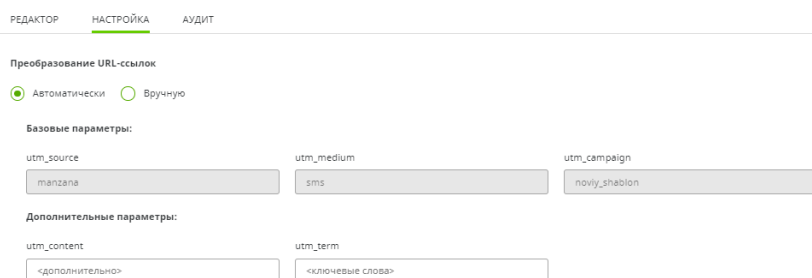 РЕДАКТОР НАСТРОЙКА АУДИТ
Преобразование URL-ссылок
Автоматически Вручную
Базовые параметры:
utm_source utm_medium utm_campaign
manzana sms noviy_shablon
Дополнительные параметры:
utm_content utm_term
<дополнительно> <ключевые слова>